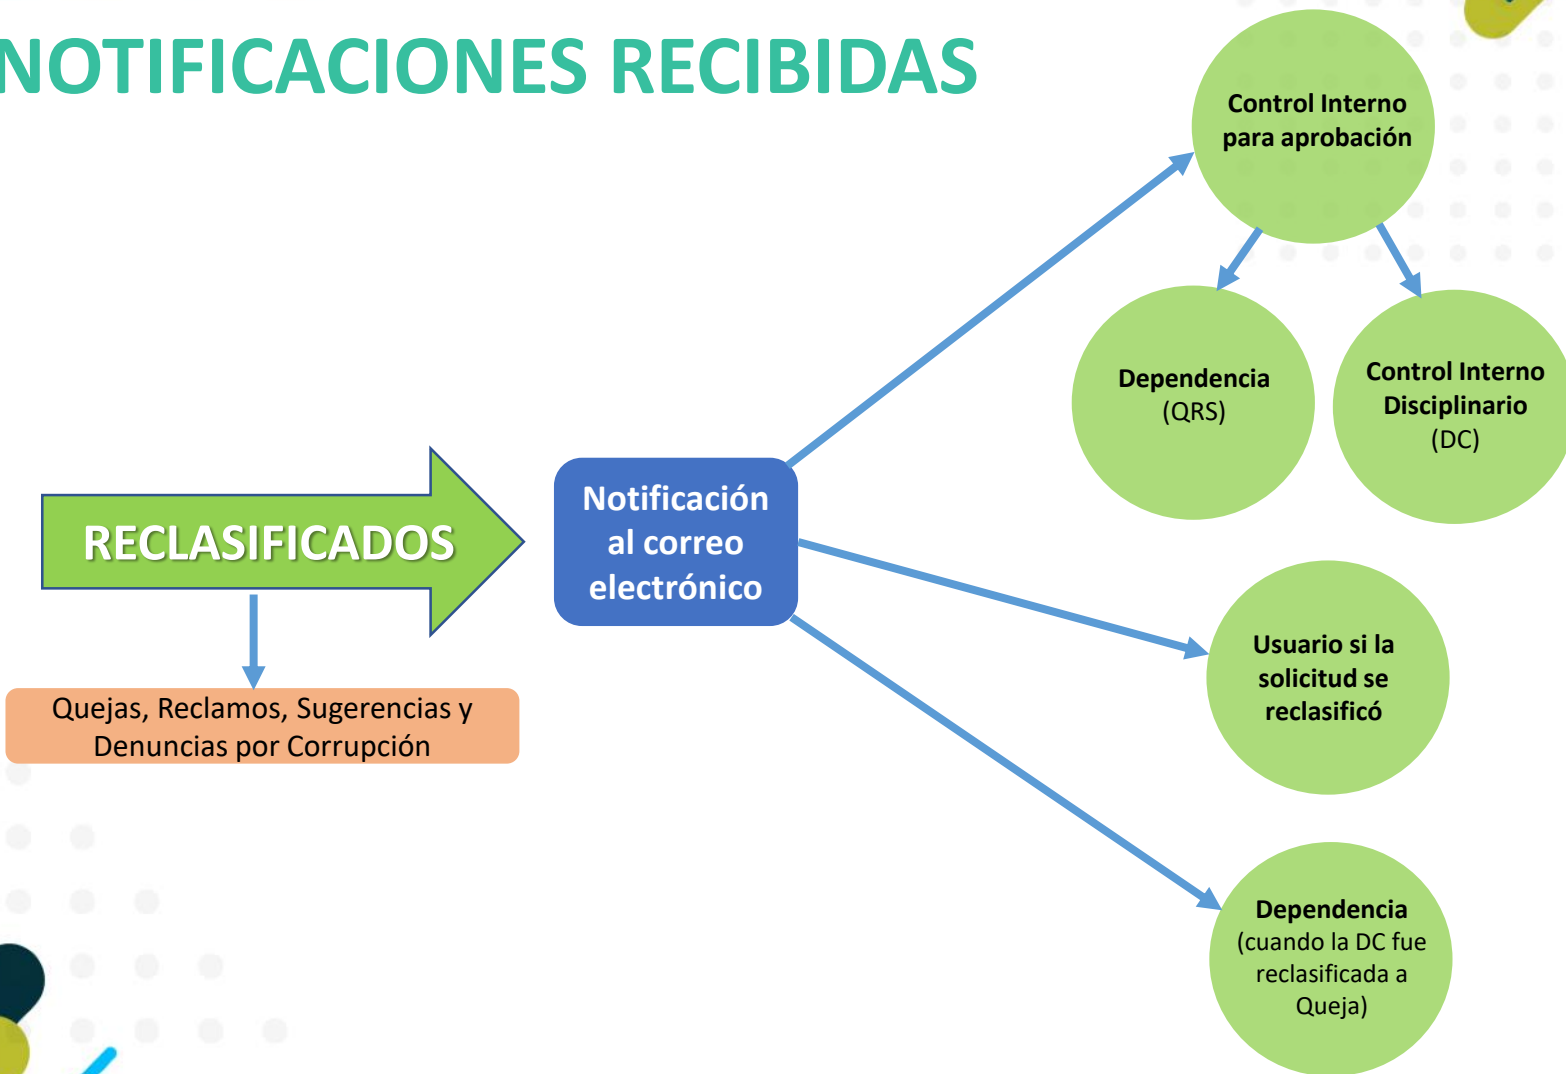 NOTIFICACIONES RECIBIDAS
Control Interno
para aprobación
Dependencia
(QRS)
Control Interno
Disciplinario
(DC)
RECLASIFICADOS
Notificación
al correo
electrónico
Quejas, Reclamos, Sugerencias y
Denuncias por Corrupción
Usuario si la
solicitud se
reclasificó
Dependencia
(cuando la DC fue
reclasificada a
Queja)